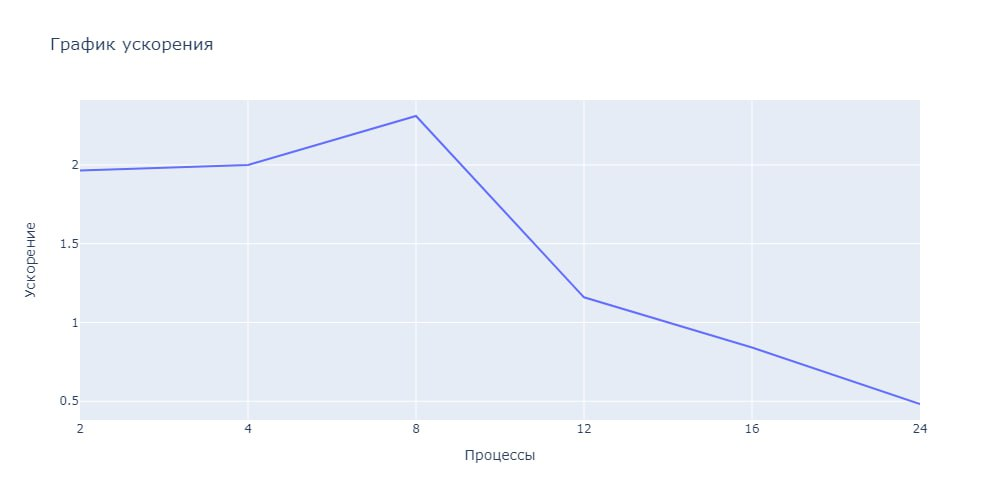 График ускорения
Ускорение
2
1.5
1
0.5
2 4 8 12 16 24
Процессы